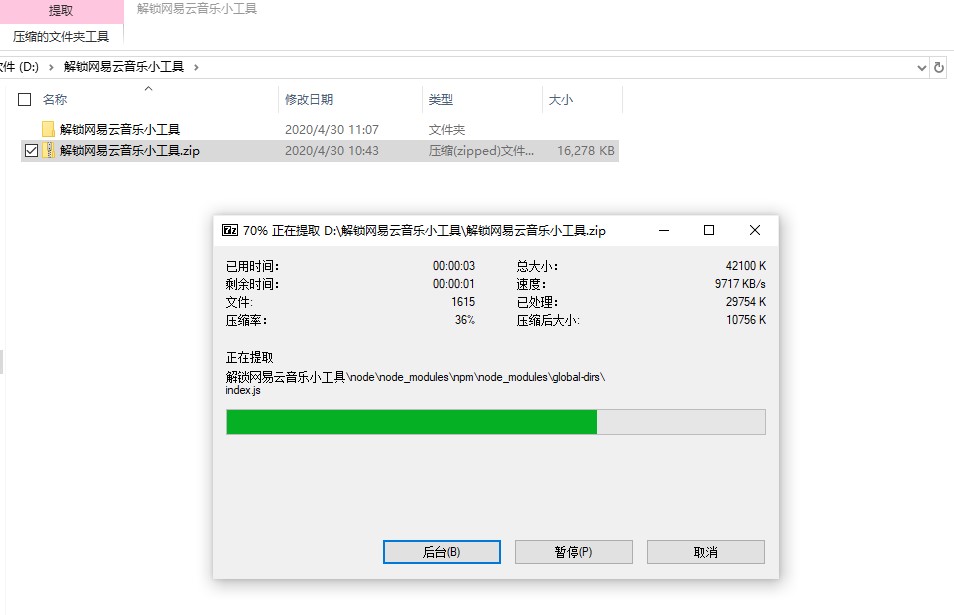 提取
解锁网易云音乐小工具
压缩的文件夹工具
文件 (D:) › 解锁网易云音乐小工具 ›
名称 修改日期 类型 大小
解锁网易云音乐小工具 2020/4/30 11:07 文件夹
解锁网易云音乐小工具.zip 2020/4/30 10:43 压缩(zipped)文件... 16,278 KB
7z 70% 正在提取 D:\解锁网易云音乐小工具\解锁网易云音乐小工具.zip
已用时间: 00:00:03 总大小: 42100 K
剩余时间: 00:00:01 速度: 9717 KB/s
文件: 1615 已处理: 29754 K
压缩率: 36% 压缩后大小: 10756 K
正在提取
解锁网易云音乐小工具\node\node_modules\npm\node_modules\global-dirs\
index.js
后台(B) 暂停(P) 取消